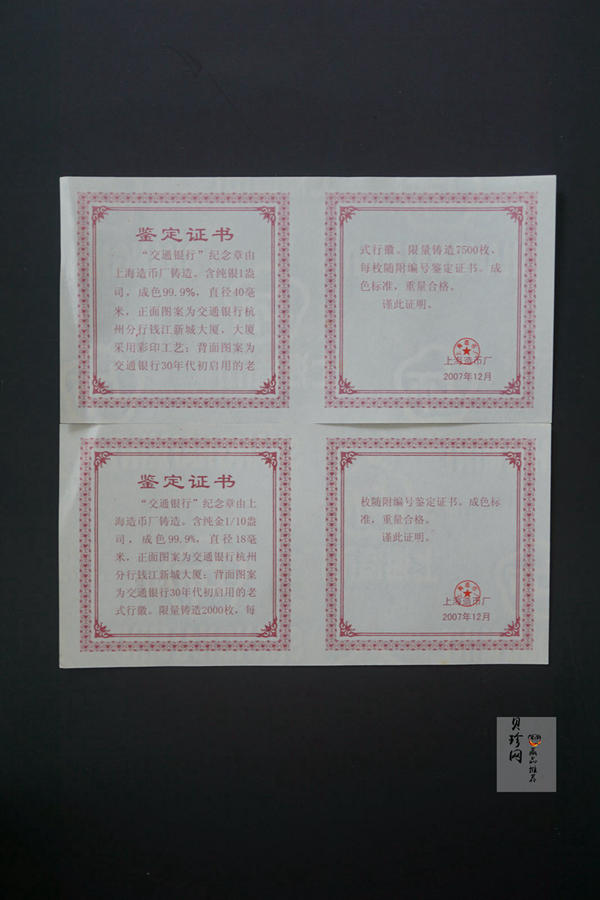 鉴定证书
“交通银行”纪念章由
上海造币厂铸造。含纯银1盎
司，成色99.9%，直径40毫
米，正面图案为交通银行杭
州分行钱江新城大厦，大厦
采用彩印工艺；背面图案为
交通银行30年代初启用的老
式行徽。限量铸造7500枚，
每枚随附编号鉴定证书。成
色标准，重量合格。
谨此证明。
上海造币厂
2007年12月
鉴定证书
“交通银行”纪念章由上
海造币厂铸造。含纯金1/10盎
司，成色99.9%，直径18毫
米，正面图案为交通银行杭州
分行钱江新城大厦；背面图案
为交通银行30年代初启用的老
式行徽。限量铸造2000枚，每
枚随附编号鉴定证书。成色标
准，重量合格。
谨此证明。
上海造币厂
2007年12月
贝珍网
藏品
推荐